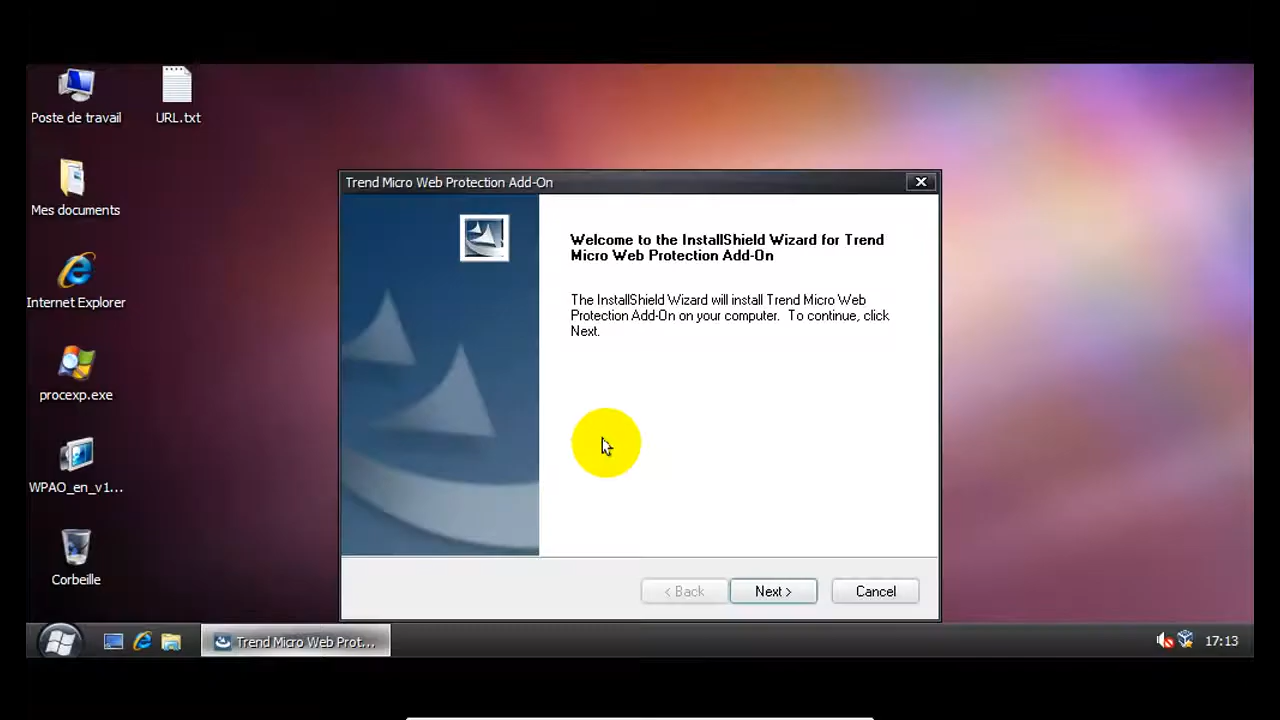 Poste de travail
URL.txt
Mes documents
Internet Explorer
procexp.exe
WPAO_en_v1...
Corbeille
Trend Micro Web Protection Add-On
Welcome to the InstallShield Wizard for Trend
Micro Web Protection Add-On
The InstallShield Wizard will install Trend Micro Web
Protection Add-On on your computer. To continue, click
Next.
< Back
Next >
Cancel
Trend Micro Web Prot...
17:13